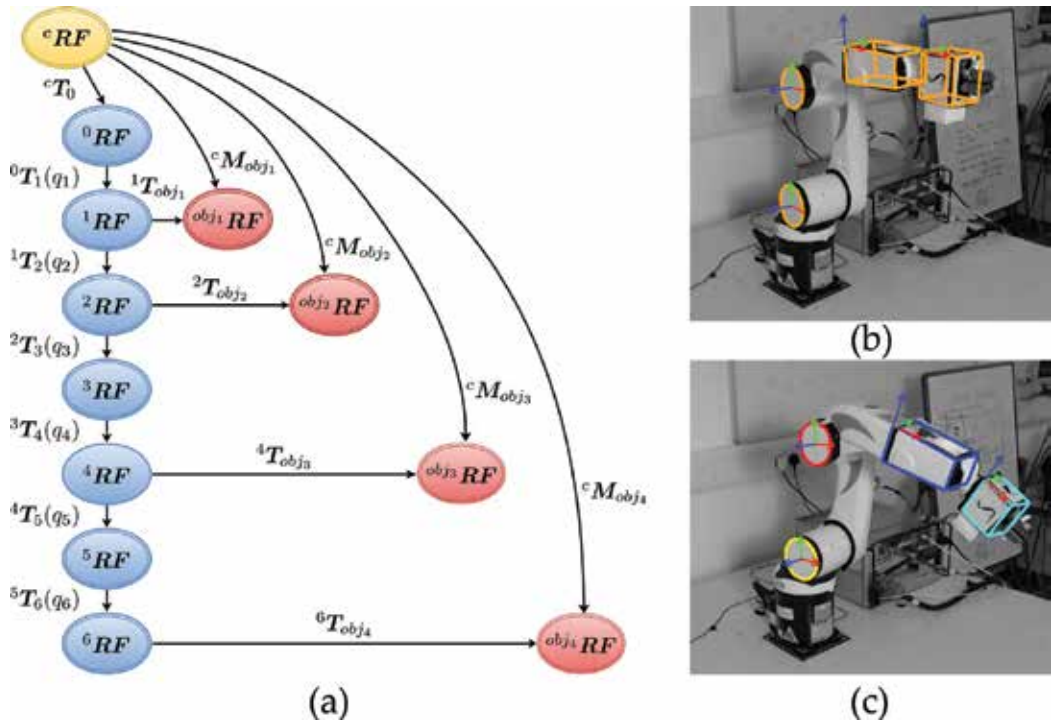 ᶜRF
ᶜT₀
⁰RF
⁰T₁(q₁)
¹T_obj₁
ᶜM_obj₁
¹RF
obj₁RF
¹T₂(q₂)
ᶜM_obj₂
²RF
²T_obj₂
obj₂RF
(b)
²T₃(q₃)
³RF
ᶜM_obj₃
³T₄(q₄)
⁴RF
⁴T_obj₃
obj₃RF
ᶜM_obj₄
⁴T₅(q₅)
⁵RF
⁵T₆(q₆)
⁶RF
⁶T_obj₄
obj₄RF
(a)
(c)